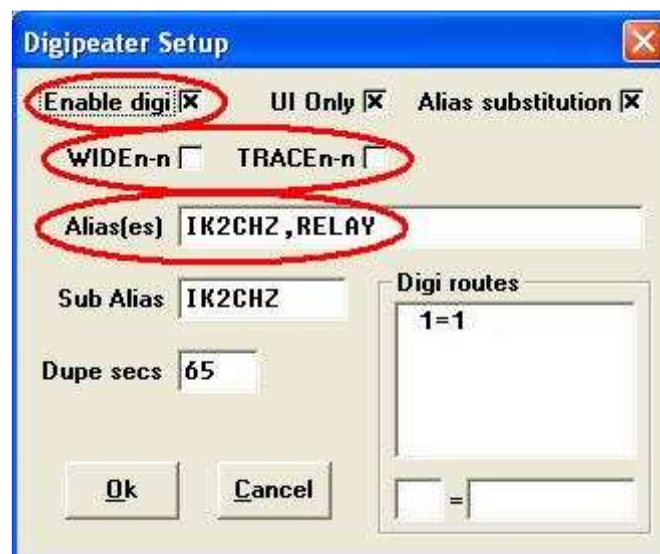 Digipeater Setup
Enable digi UI Only Alias substitution
WIDEn-n TRACEn-n
Alias(es) IK2CHZ,RELAY
Sub Alias IK2CHZ
Digi routes
1=1
Dupe secs 65
Ok Cancel
=